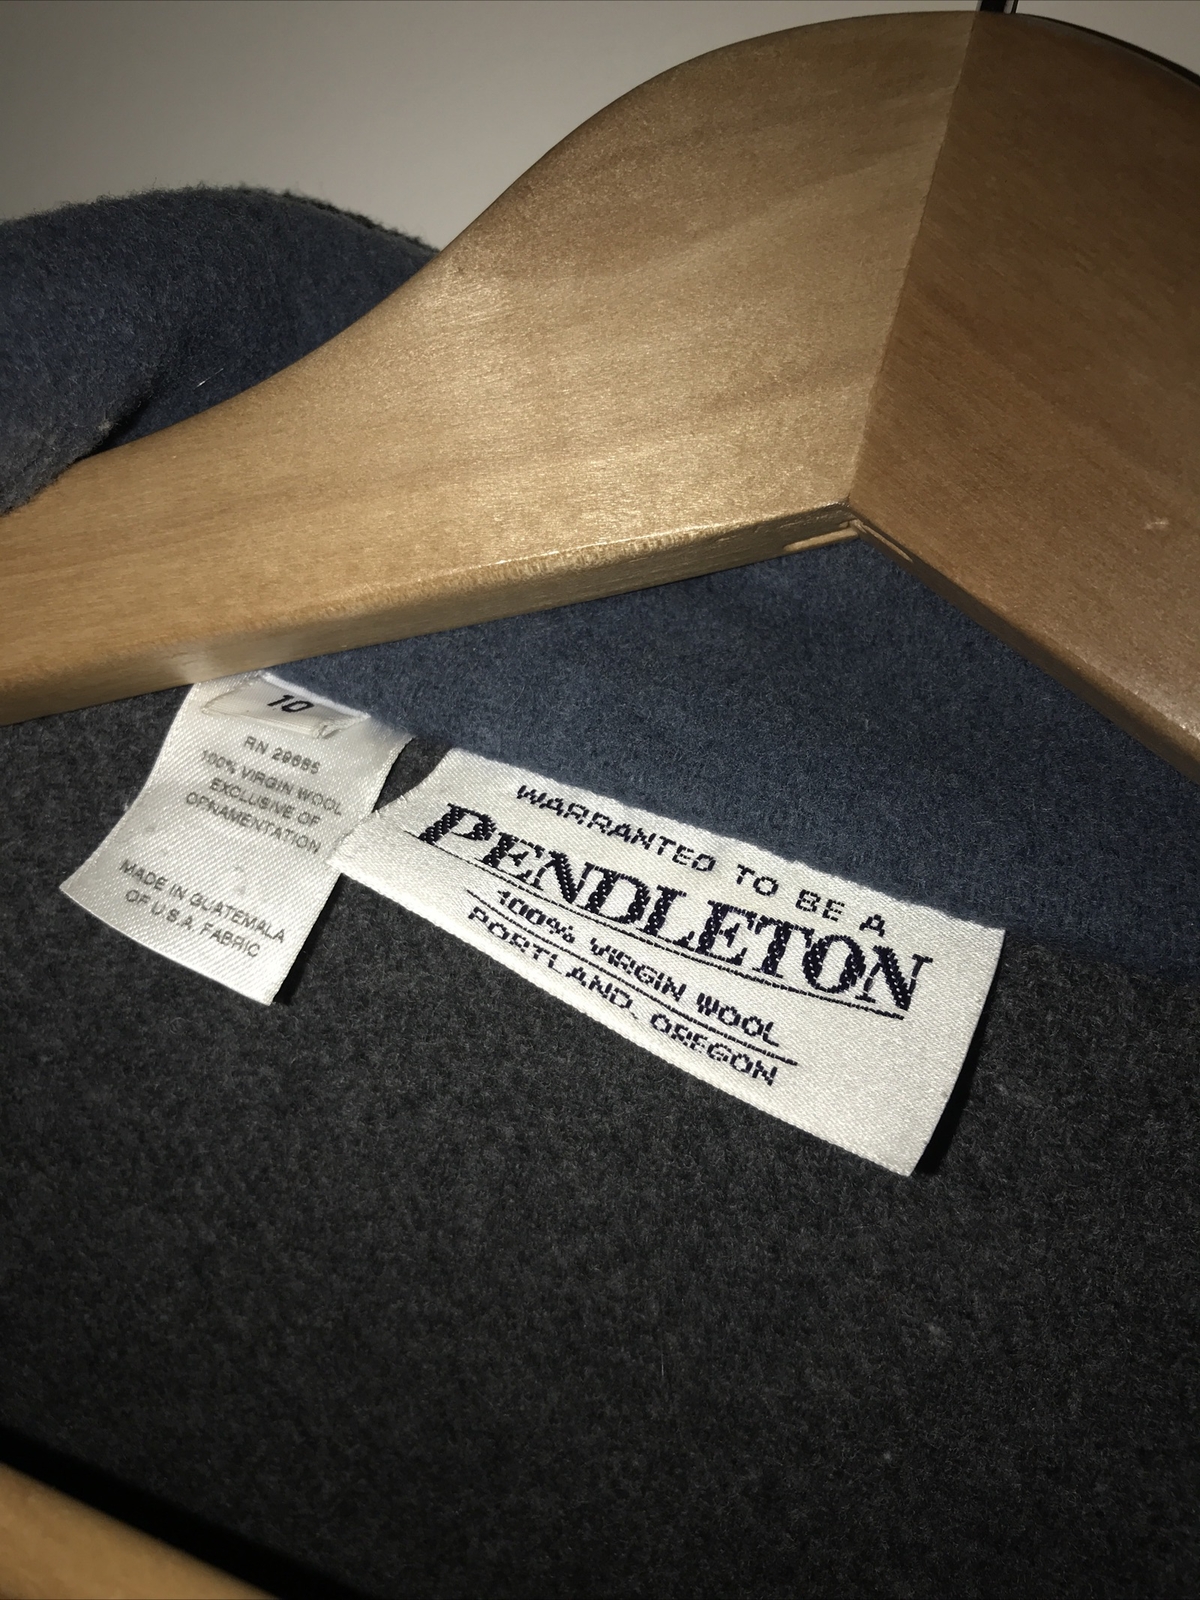 10
RN 29685
100% VIRGIN WOOL
EXCLUSIVE OF
ORNAMENTATION
MADE IN GUATEMALA
OF U.S.A. FABRIC
WARRANTED TO BE A
PENDLETON
100% VIRGIN WOOL
PORTLAND, OREGON